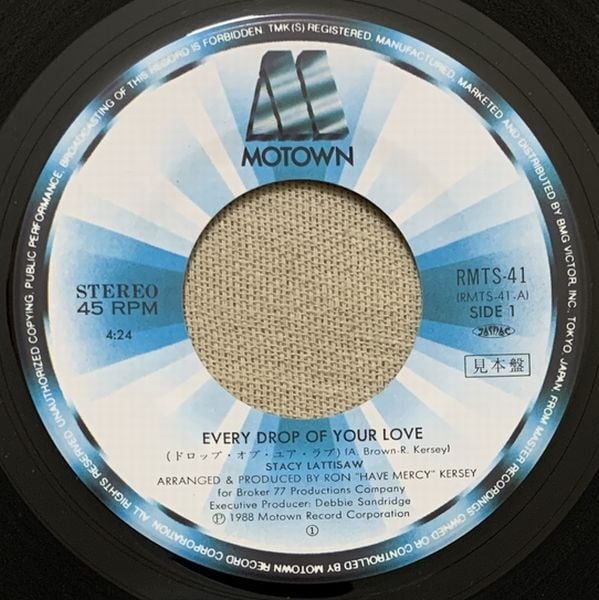 MOTOWN
STEREO
45 RPM
4:24
RMTS-41
(RMTS-41-A)
SIDE 1
JASRAC
見本盤
EVERY DROP OF YOUR LOVE
(ドロップ・オブ・ユア・ラブ) (A. Brown-R. Kersey)
STACY LATTISAW
ARRANGED & PRODUCED BY RON "HAVE MERCY" KERSEY
for Broker 77 Productions Company
Executive Producer: Debbie Sandridge
Ⓟ 1988 Motown Record Corporation
①
ALL RIGHTS RESERVED. UNAUTHORIZED COPYING, PUBLIC PERFORMANCE, BROADCASTING OF THIS RECORD IS FORBIDDEN. TMK(S) REGISTERED. MANUFACTURED, MARKETED AND DISTRIBUTED BY BMG VICTOR, INC. TOKYO, JAPAN, FROM MASTER RECORDINGS OWNED OR CONTROLLED BY MOTOWN RECORD CORPORATION.